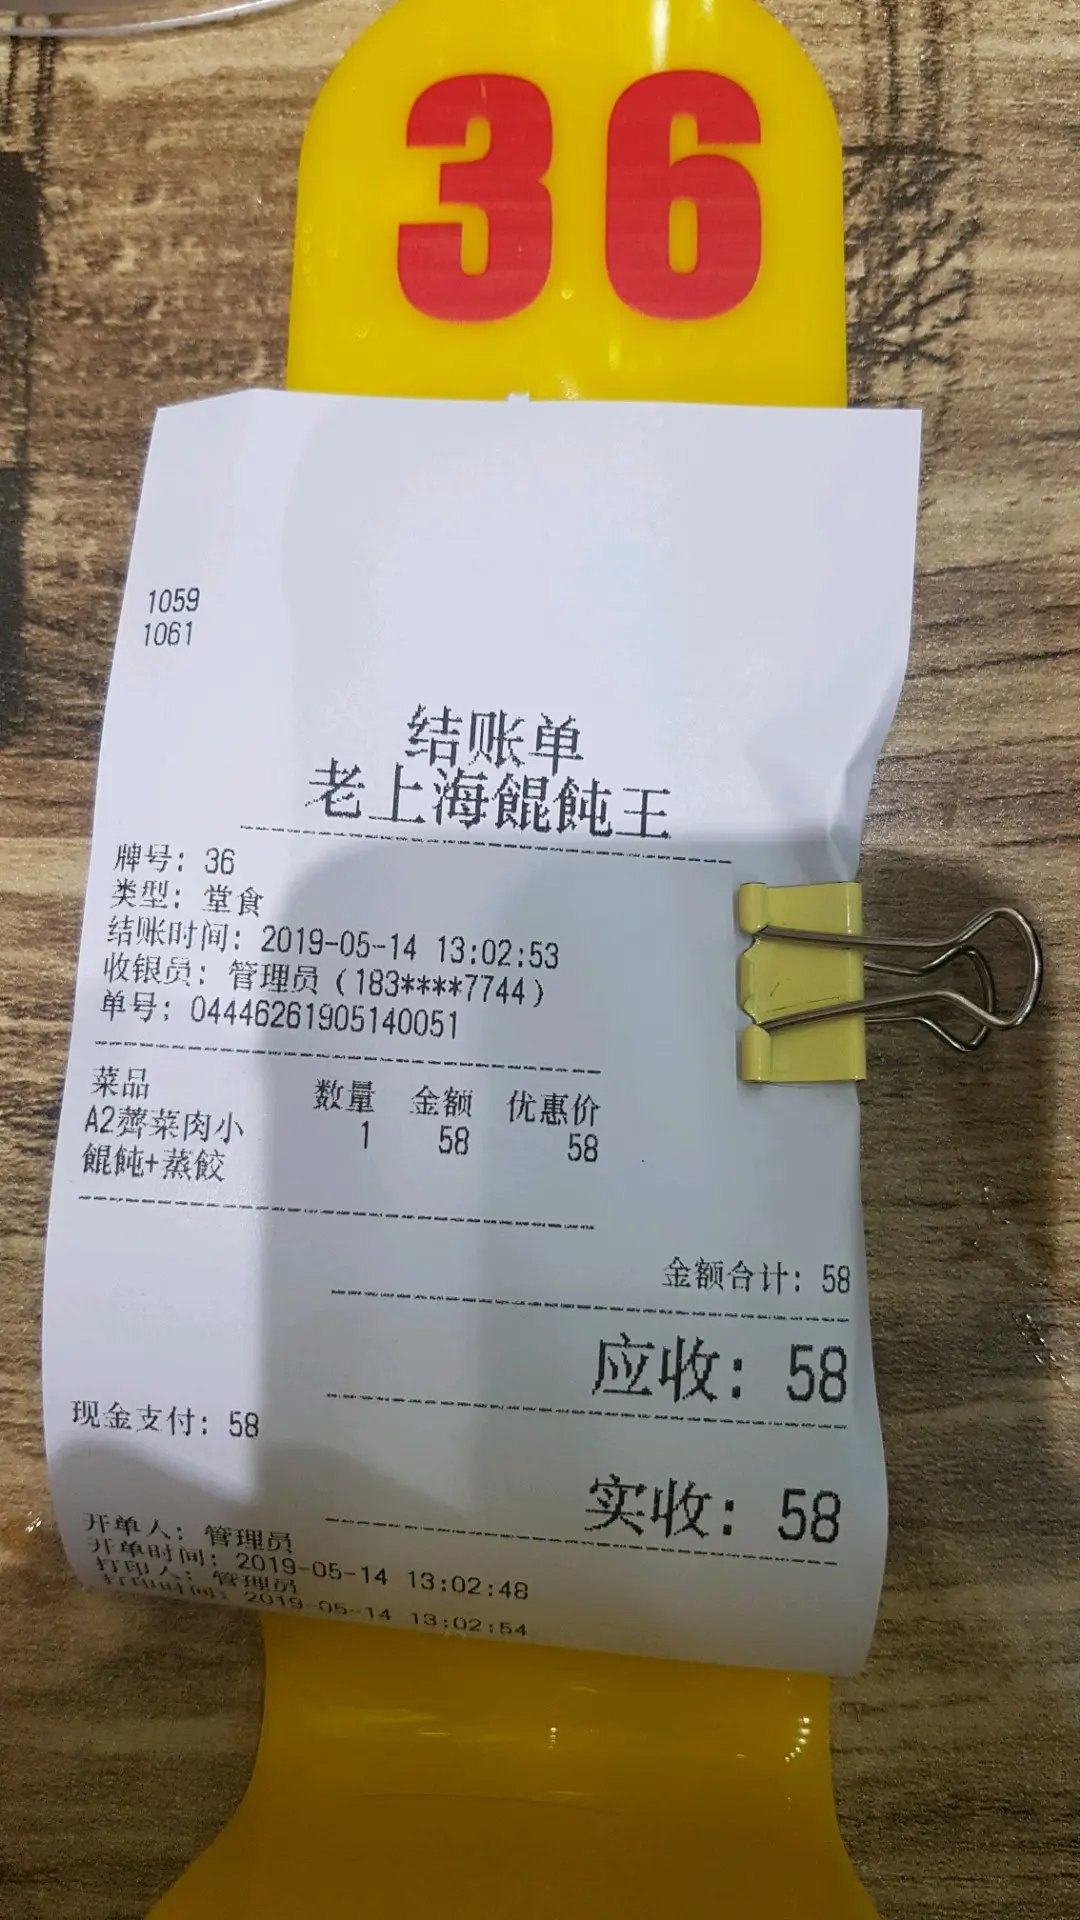 36
1059
1061
结账单
老上海餛飩王
牌号: 36
类型: 堂食
结账时间: 2019-05-14 13:02:53
收银员: 管理员(183****7744)
单号: 04446261905140051
菜品 数量 金额 优惠价
A2薺菜肉小 1 58 58
餛飩+蒸餃
金额合计: 58
应收: 58
现金支付: 58
实收: 58
开单人: 管理员
开单时间: 2019-05-14 13:02:48
打印人: 管理员
打印时间: 2019-05-14 13:02:54